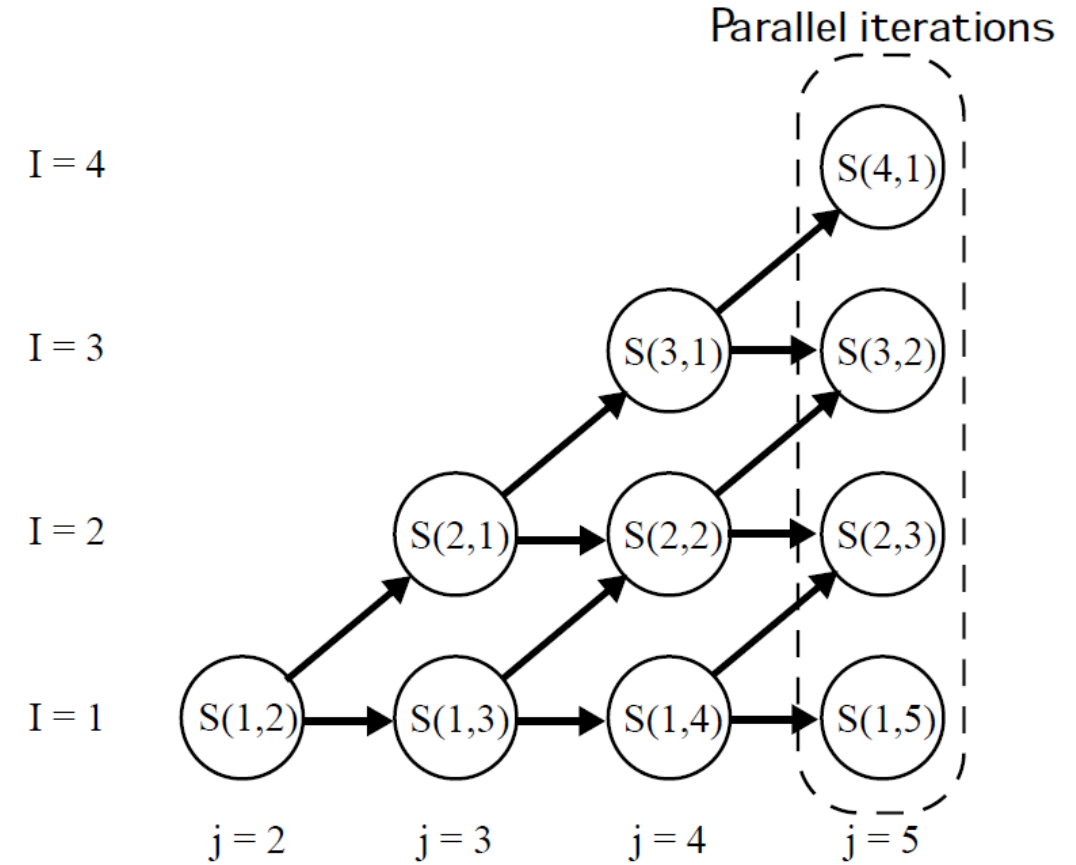 Parallel iterations
I = 4
S(4,1)
I = 3
S(3,1)
S(3,2)
I = 2
S(2,1)
S(2,2)
S(2,3)
I = 1
S(1,2)
S(1,3)
S(1,4)
S(1,5)
j = 2
j = 3
j = 4
j = 5